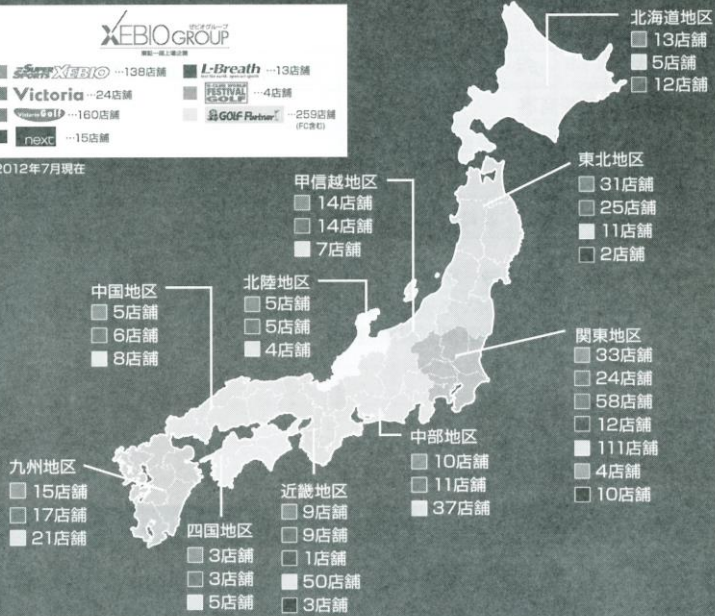 ゼビオグループ
XEBIO GROUP
東証一部上場企業
SUPER SPORTS XEBIO …138店舗
Victoria …24店舗
Victoria Golf …160店舗
next …15店舗
L-Breath …13店舗
FESTIVAL GOLF …4店舗
GOLF Partner …259店舗
(FC含む)
2012年7月現在
北海道地区
13店舗
5店舗
12店舗
東北地区
31店舗
25店舗
11店舗
2店舗
甲信越地区
14店舗
14店舗
7店舗
北陸地区
5店舗
5店舗
4店舗
中国地区
5店舗
6店舗
8店舗
関東地区
33店舗
24店舗
58店舗
12店舗
111店舗
4店舗
10店舗
中部地区
10店舗
11店舗
37店舗
九州地区
15店舗
17店舗
21店舗
四国地区
3店舗
3店舗
5店舗
近畿地区
9店舗
9店舗
1店舗
50店舗
3店舗